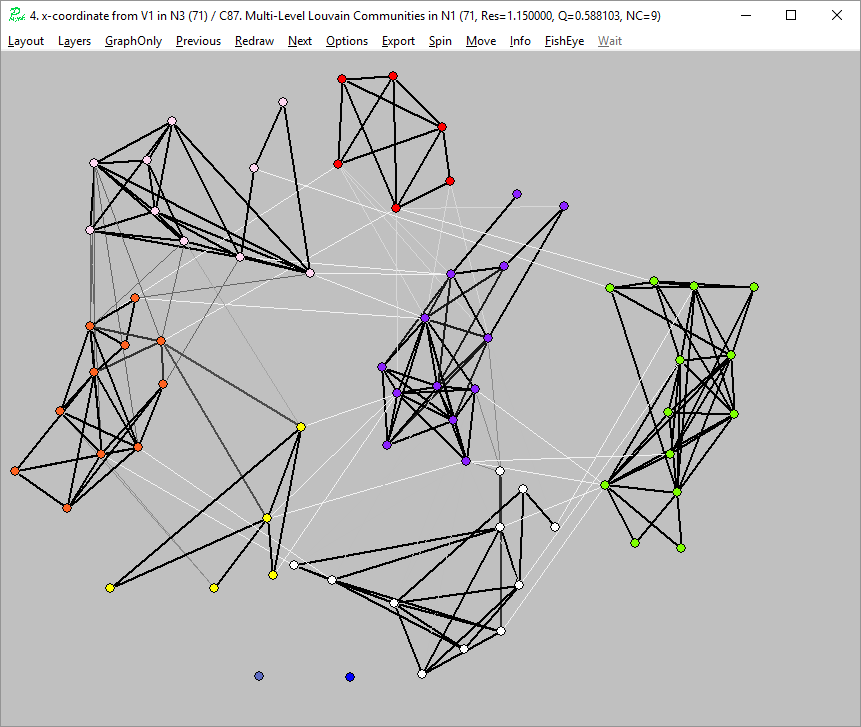 4. x-coordinate from V1 in N3 (71) / C87. Multi-Level Louvain Communities in N1 (71, Res=1.150000, Q=0.588103, NC=9)
Layout Layers GraphOnly Previous Redraw Next Options Export Spin Move Info FishEye Wait